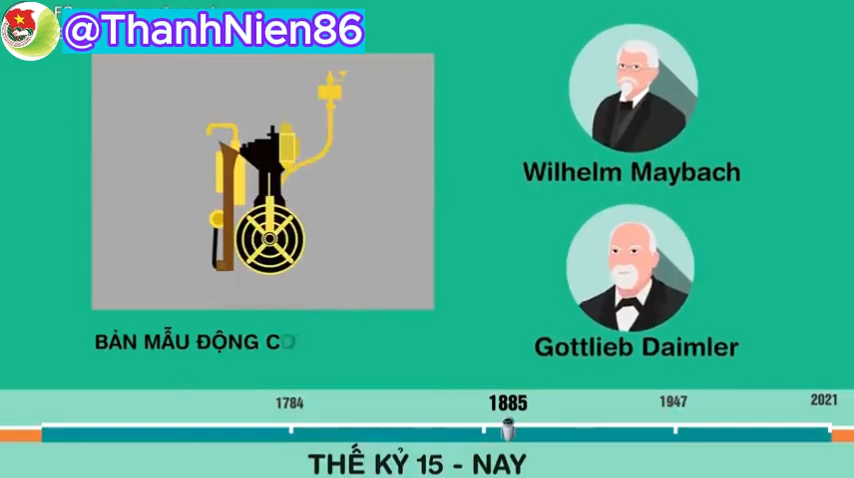 @ThanhNien86
Wilhelm Maybach
Gottlieb Daimler
BẢN MẪU ĐỘNG CƠ
1784
1885
1947
2021
THẾ KỶ 15 - NAY